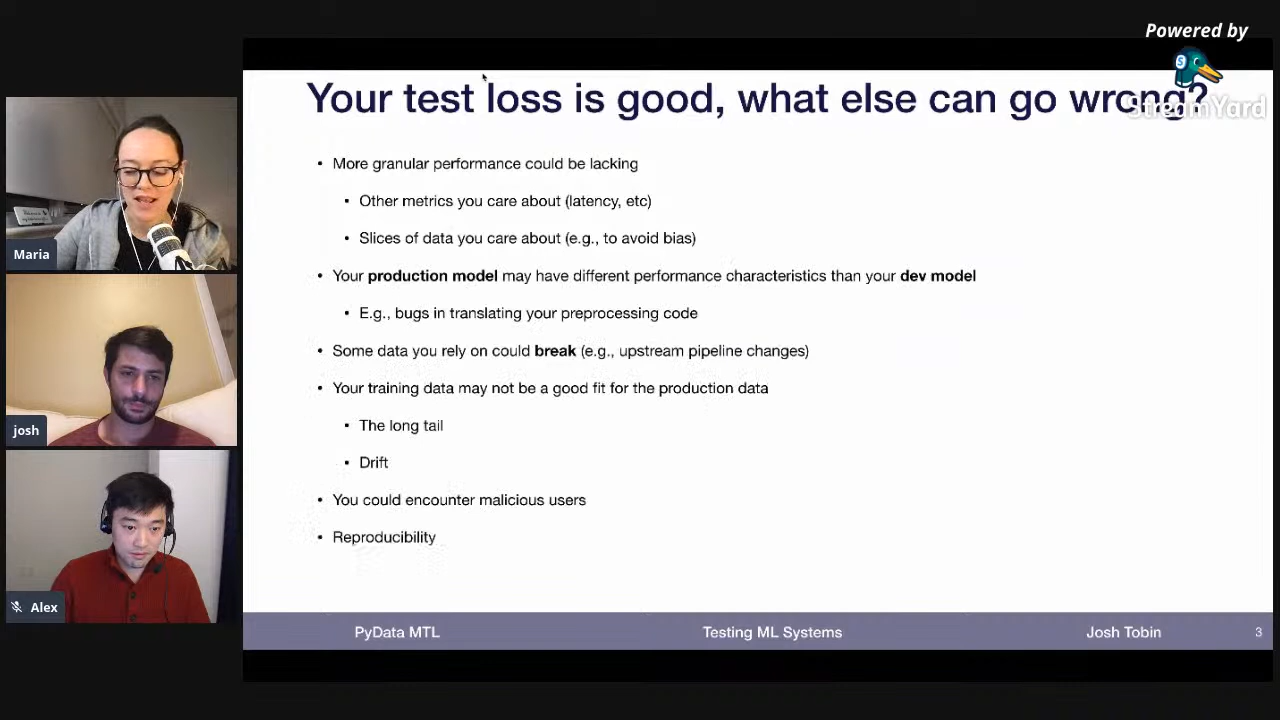 Powered by
StreamYard
Your test loss is good, what else can go wrong?
• More granular performance could be lacking
• Other metrics you care about (latency, etc)
• Slices of data you care about (e.g., to avoid bias)
• Your production model may have different performance characteristics than your dev model
• E.g., bugs in translating your preprocessing code
• Some data you rely on could break (e.g., upstream pipeline changes)
• Your training data may not be a good fit for the production data
• The long tail
• Drift
• You could encounter malicious users
• Reproducibility
PyData MTL Testing ML Systems Josh Tobin 3
Maria
josh
Alex